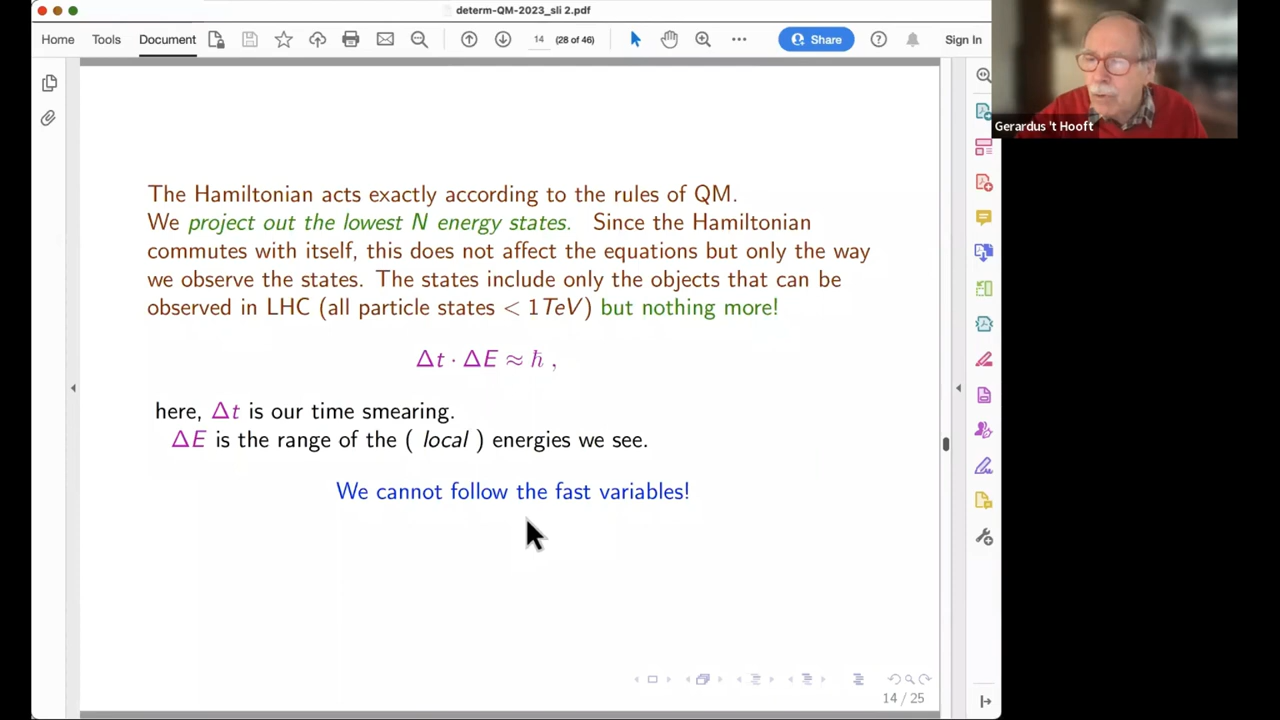 determ-QM-2023_sli 2.pdf
Home Tools Document 14 (28 of 46) Share Sign In
Gerardus 't Hooft
The Hamiltonian acts exactly according to the rules of QM.
We project out the lowest N energy states. Since the Hamiltonian
commutes with itself, this does not affect the equations but only the way
we observe the states. The states include only the objects that can be
observed in LHC (all particle states < 1 TeV) but nothing more!
Δt · ΔE ≈ ℏ ,
here, Δt is our time smearing.
ΔE is the range of the ( local ) energies we see.
We cannot follow the fast variables!
14 / 25